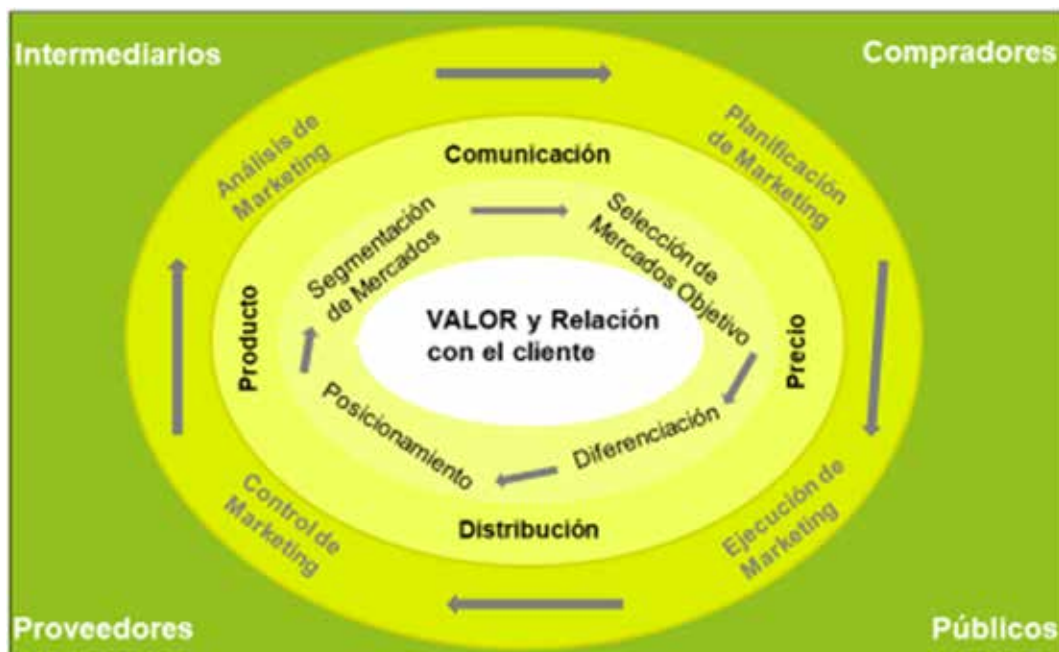 Intermediarios
Compradores
Análisis de
Marketing
Planificación
de Marketing
Comunicación
Segmentación
de Mercados
Selección de
Mercados Objetivo
VALOR y Relación
con el cliente
Producto
Precio
Posicionamiento
Diferenciación
Distribución
Control de
Marketing
Ejecución de
Marketing
Proveedores
Públicos